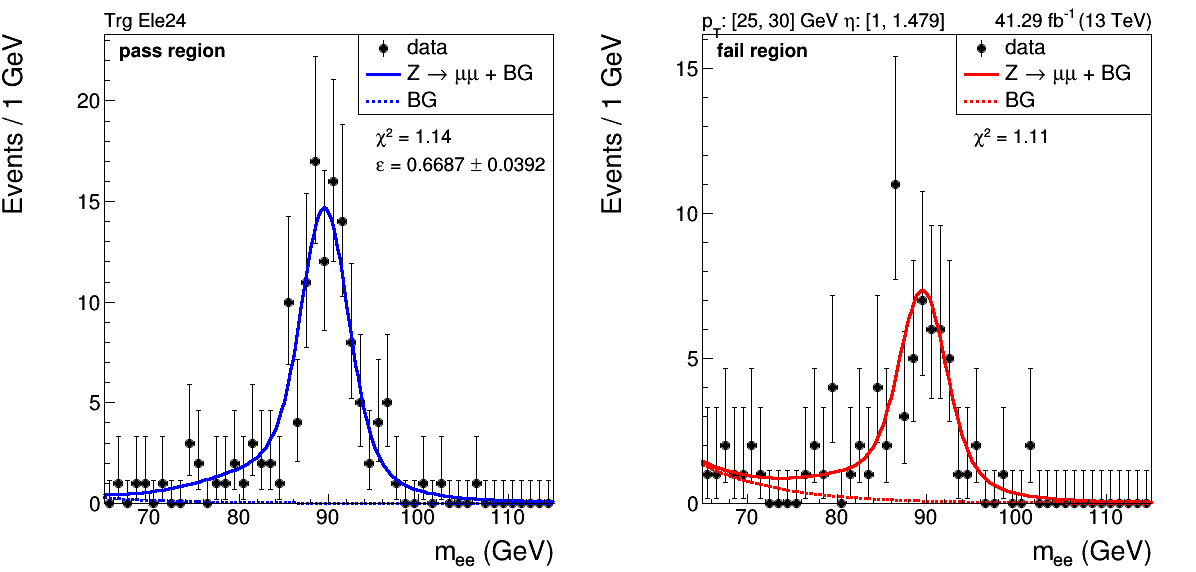 Trg Ele24
Events / 1 GeV
pass region
data
Z → μμ + BG
BG
χ² = 1.14
ε = 0.6687 ± 0.0392
20
15
10
5
0
70 80 90 100 110
m_ee (GeV)
p_T: [25, 30] GeV η: [1, 1.479] 41.29 fb⁻¹ (13 TeV)
Events / 1 GeV
fail region
data
Z → μμ + BG
BG
χ² = 1.11
15
10
5
0
70 80 90 100 110
m_ee (GeV)